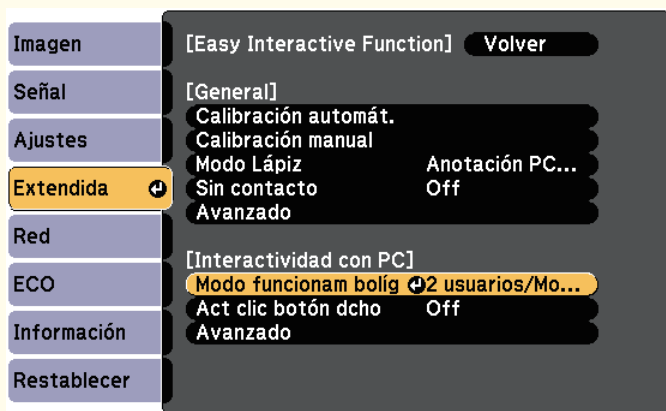 Imagen
Señal
Ajustes
Extendida
Red
ECO
Información
Restablecer
[Easy Interactive Function] Volver
[General]
Calibración automát.
Calibración manual
Modo Lápiz Anotación PC...
Sin contacto Off
Avanzado
[Interactividad con PC]
Modo funcionam bolíg 2 usuarios/Mo...
Act clic botón dcho Off
Avanzado